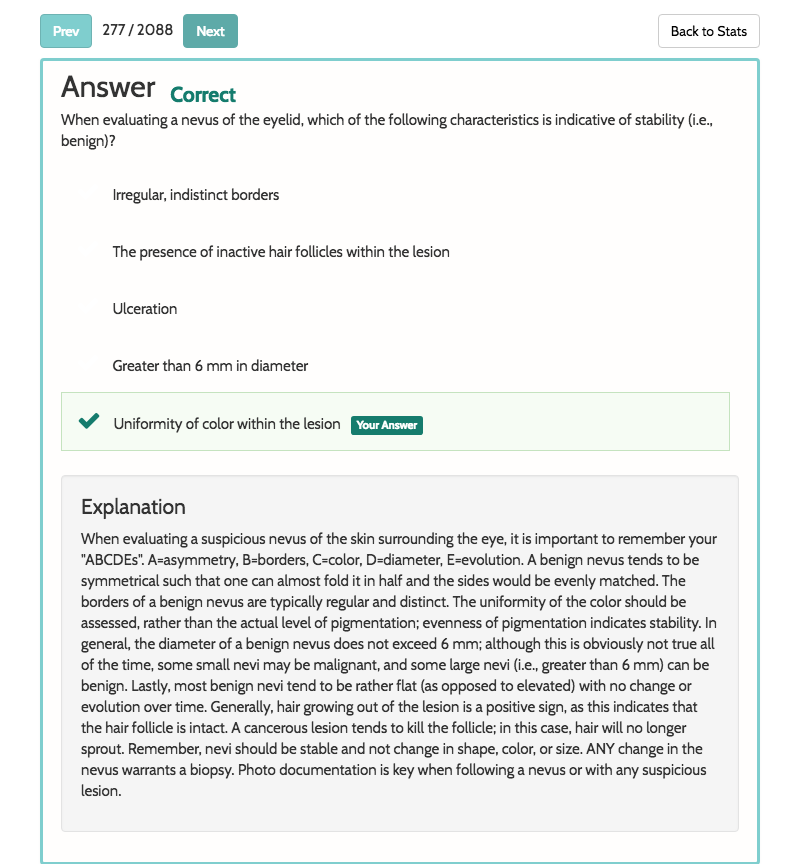 Prev 277 / 2088 Next Back to Stats
Answer Correct
When evaluating a nevus of the eyelid, which of the following characteristics is indicative of stability (i.e.,
benign)?
Irregular, indistinct borders
The presence of inactive hair follicles within the lesion
Ulceration
Greater than 6 mm in diameter
Uniformity of color within the lesion Your Answer
Explanation
When evaluating a suspicious nevus of the skin surrounding the eye, it is important to remember your
"ABCDEs". A=asymmetry, B=borders, C=color, D=diameter, E=evolution. A benign nevus tends to be
symmetrical such that one can almost fold it in half and the sides would be evenly matched. The
borders of a benign nevus are typically regular and distinct. The uniformity of the color should be
assessed, rather than the actual level of pigmentation; evenness of pigmentation indicates stability. In
general, the diameter of a benign nevus does not exceed 6 mm; although this is obviously not true all
of the time, some small nevi may be malignant, and some large nevi (i.e., greater than 6 mm) can be
benign. Lastly, most benign nevi tend to be rather flat (as opposed to elevated) with no change or
evolution over time. Generally, hair growing out of the lesion is a positive sign, as this indicates that
the hair follicle is intact. A cancerous lesion tends to kill the follicle; in this case, hair will no longer
sprout. Remember, nevi should be stable and not change in shape, color, or size. ANY change in the
nevus warrants a biopsy. Photo documentation is key when following a nevus or with any suspicious
lesion.